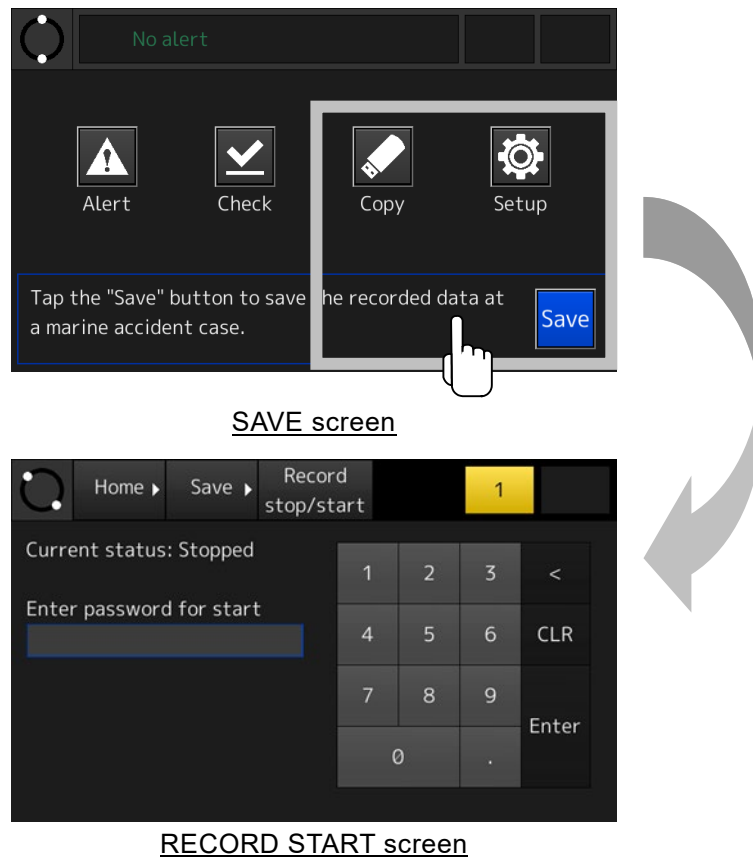 No alert
Alert Check Copy Setup
Tap the "Save" button to save he recorded data at
a marine accident case.
Save
SAVE screen
Home Save Record
stop/start
1
Current status: Stopped
Enter password for start
1 2 3 <
4 5 6 CLR
7 8 9
Enter
0 .
RECORD START screen